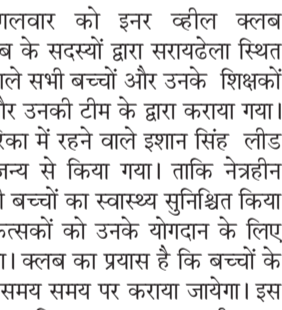 गलवार को इनर व्हील क्लब
ब के सदस्यों द्वारा सरायढेला स्थित
ाले सभी बच्चों और उनके शिक्षकों
र उनकी टीम के द्वारा कराया गया।
का में रहने वाले इशान सिंह लीड
जन्य से किया गया। ताकि नेत्रहीन
बच्चों का स्वास्थ्य सुनिश्चित किया
त्सकों को उनके योगदान के लिए
ा। क्लब का प्रयास है कि बच्चों के
समय समय पर कराया जायेगा। इस